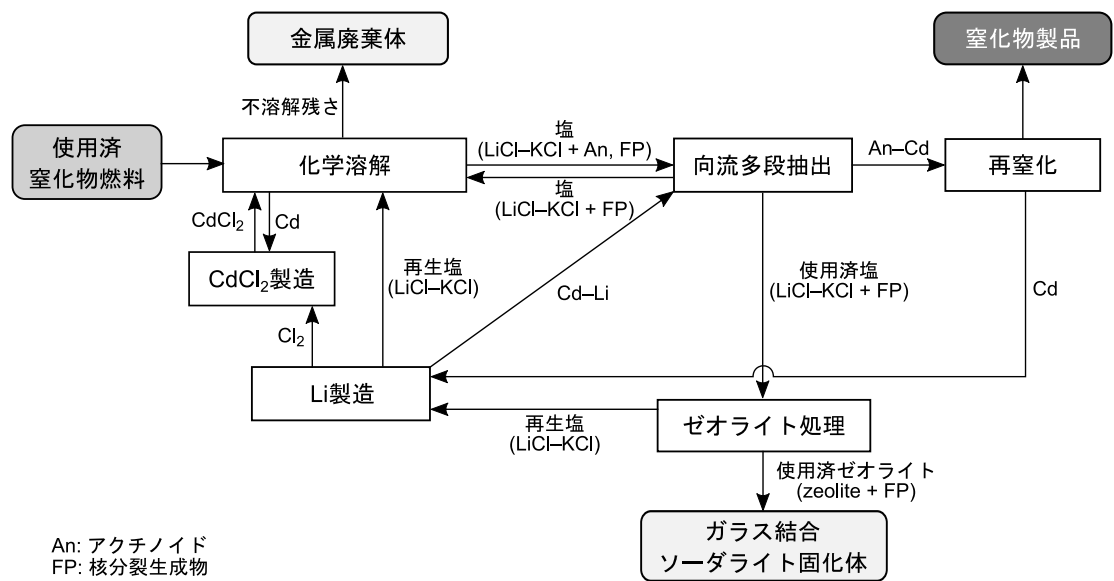 金属廃棄体
窒化物製品
不溶解残さ
使用済
窒化物燃料
化学溶解
塩
(LiCl–KCl + An, FP)
塩
(LiCl–KCl + FP)
向流多段抽出
An–Cd
再窒化
CdCl₂
Cd
CdCl₂製造
再生塩
(LiCl–KCl)
Cd–Li
使用済塩
(LiCl–KCl + FP)
Cd
Cl₂
Li製造
再生塩
(LiCl–KCl)
ゼオライト処理
使用済ゼオライト
(zeolite + FP)
ガラス結合
ソーダライト固化体
An: アクチノイド
FP: 核分裂生成物